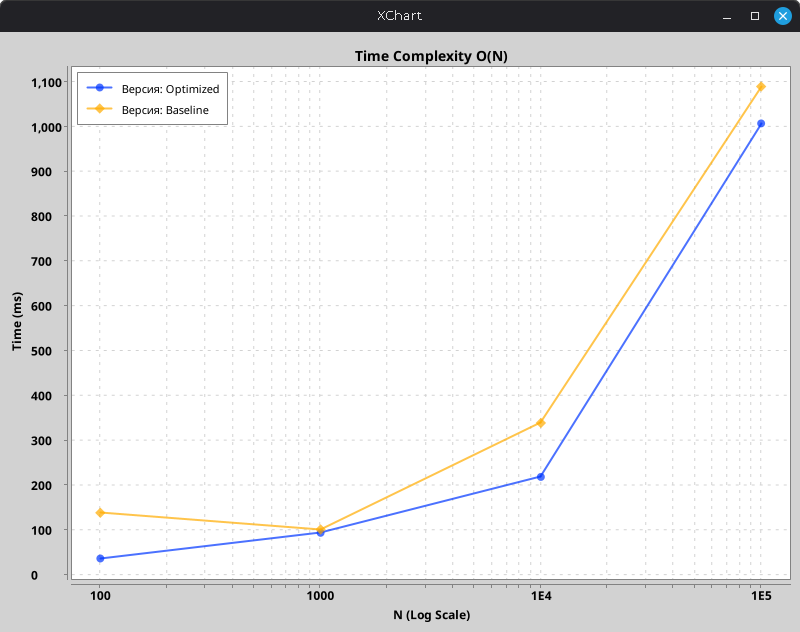 XChart
Time Complexity O(N)
Версия: Optimized
Версия: Baseline
1,100
1,000
900
800
700
600
500
400
300
200
100
0
Time (ms)
100 1000 1E4 1E5
N (Log Scale)